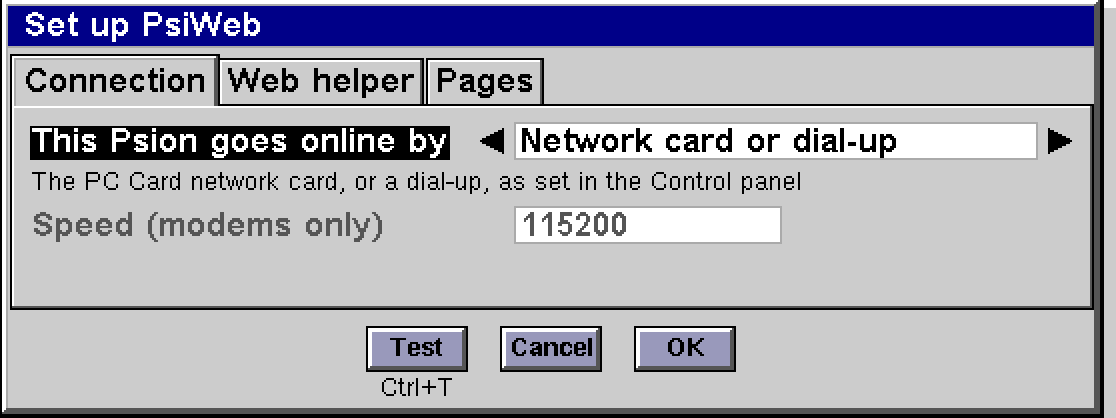 Set up PsiWeb
Connection Web helper Pages
This Psion goes online by Network card or dial-up
The PC Card network card, or a dial-up, as set in the Control panel
Speed (modems only) 115200
Test Cancel OK
Ctrl+T